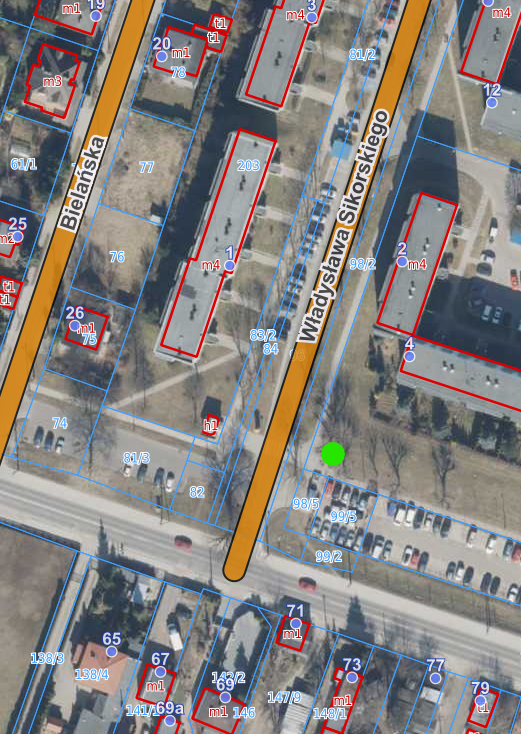 19
m1
t1
t1
20
m1
78
3
m4
m4
81/2
12
m3
61/1
77
203
Bielańska
Władysława Sikorskiego
25
m2
76
1
m4
2
m4
98/2
t1
t1
26
m1
75
83/2
84
4
74
h1
81/3
82
98/5
99/5
99/2
71
m1
65
138/3
138/4
67
m1
141/
69a
69
m1
146
147/9
73
m1
148/1
77
79
t1